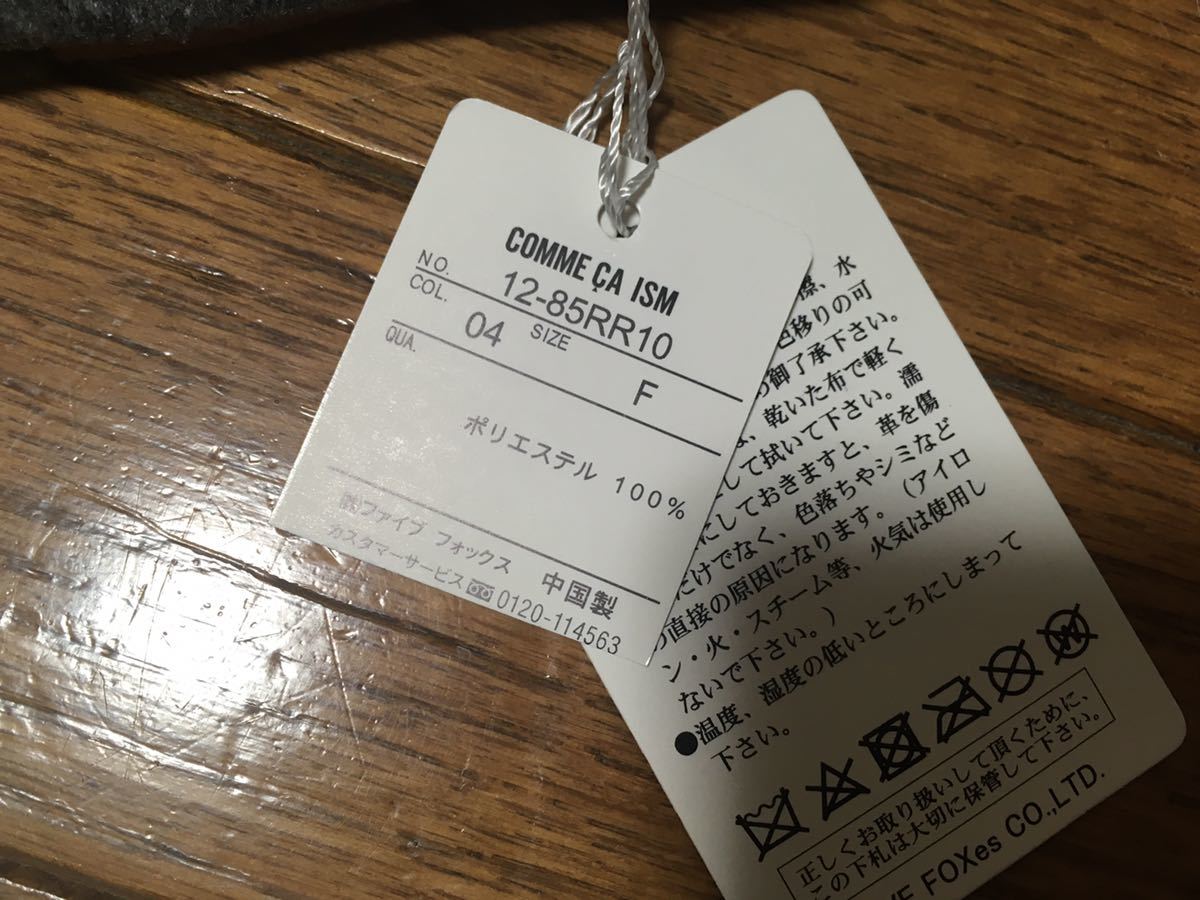 COMME ÇA ISM
NO. 12-85RR10
COL. 04 SIZE F
QUA.
ポリエステル 100%
㈱ファイブ フォックス 中国製
カスタマーサービス 0120-114563
、水
色移りの可
御了承下さい。
、乾いた布で軽く
して拭いて下さい。濡
にしておきますと、革を傷
だけでなく、色落ちやシミなど
の直接の原因になります。(アイロ
ン・火・スチーム等、火気は使用し
ないで下さい。)
●温度、湿度の低いところにしまって
下さい。
正しくお取り扱いして頂くために、
この下札は大切に保管して下さい。
FOXes CO.,LTD.